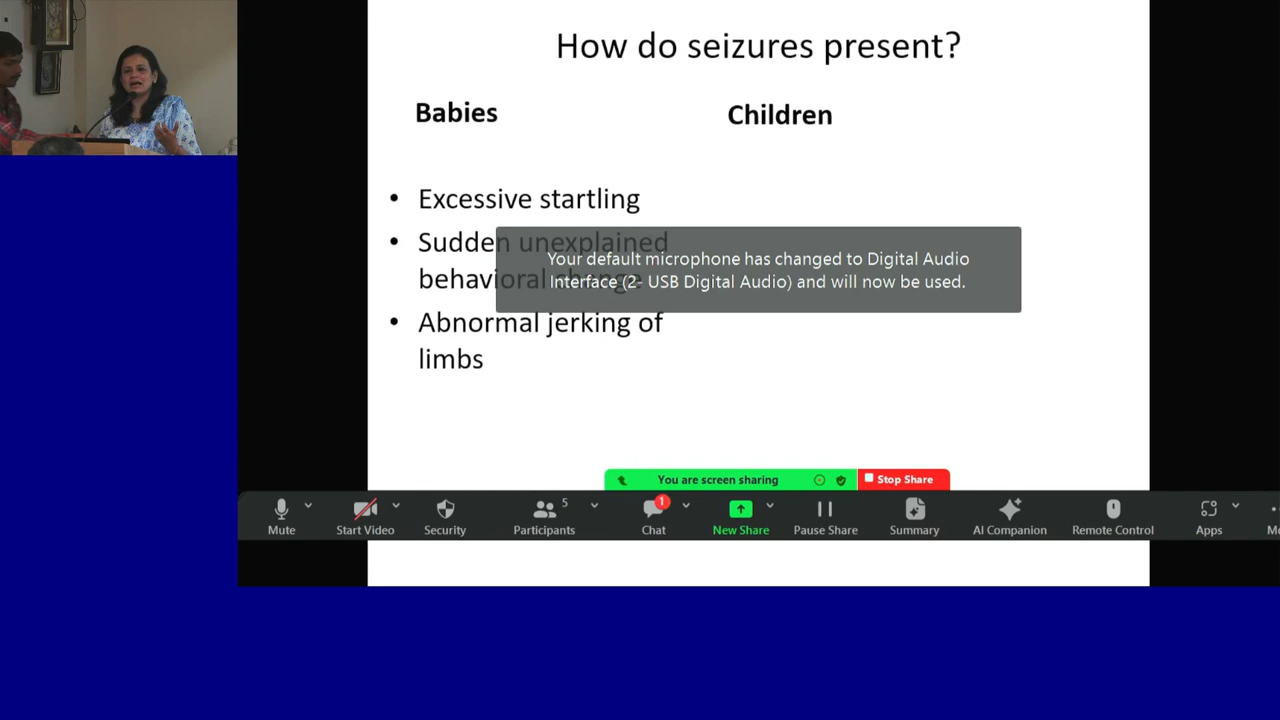 How do seizures present?
Babies
Children
• Excessive startling
• Sudden unexplained
behavioral change
• Abnormal jerking of
limbs
Your default microphone has changed to Digital Audio
Interface (2- USB Digital Audio) and will now be used.
You are screen sharing
Stop Share
Mute
Start Video
Security
Participants
5
Chat
1
New Share
Pause Share
Summary
AI Companion
Remote Control
Apps